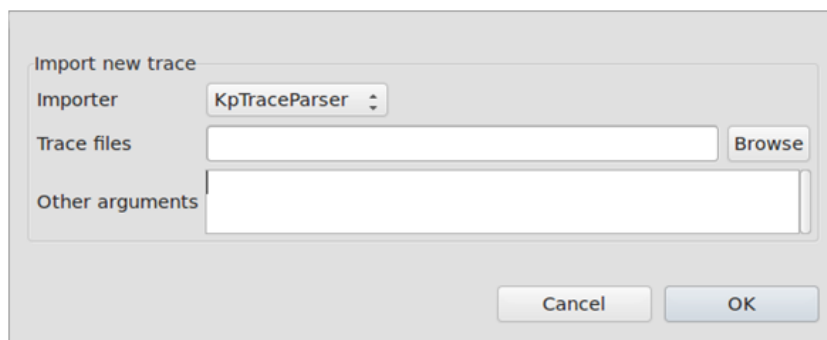 Import new trace
Importer KpTraceParser
Trace files Browse
Other arguments
Cancel OK